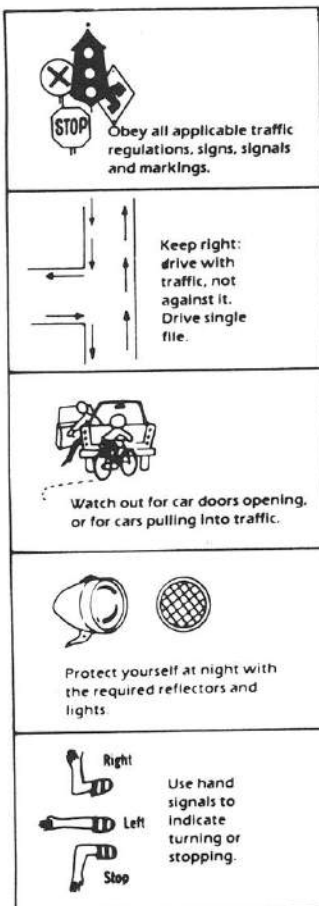 STOP
Obey all applicable traffic
regulations, signs, signals
and markings.
Keep right:
drive with
traffic, not
against it.
Drive single
file.
Watch out for car doors opening,
or for cars pulling into traffic.
Protect yourself at night with
the required reflectors and
lights.
Right
Left
Stop
Use hand
signals to
indicate
turning or
stopping.